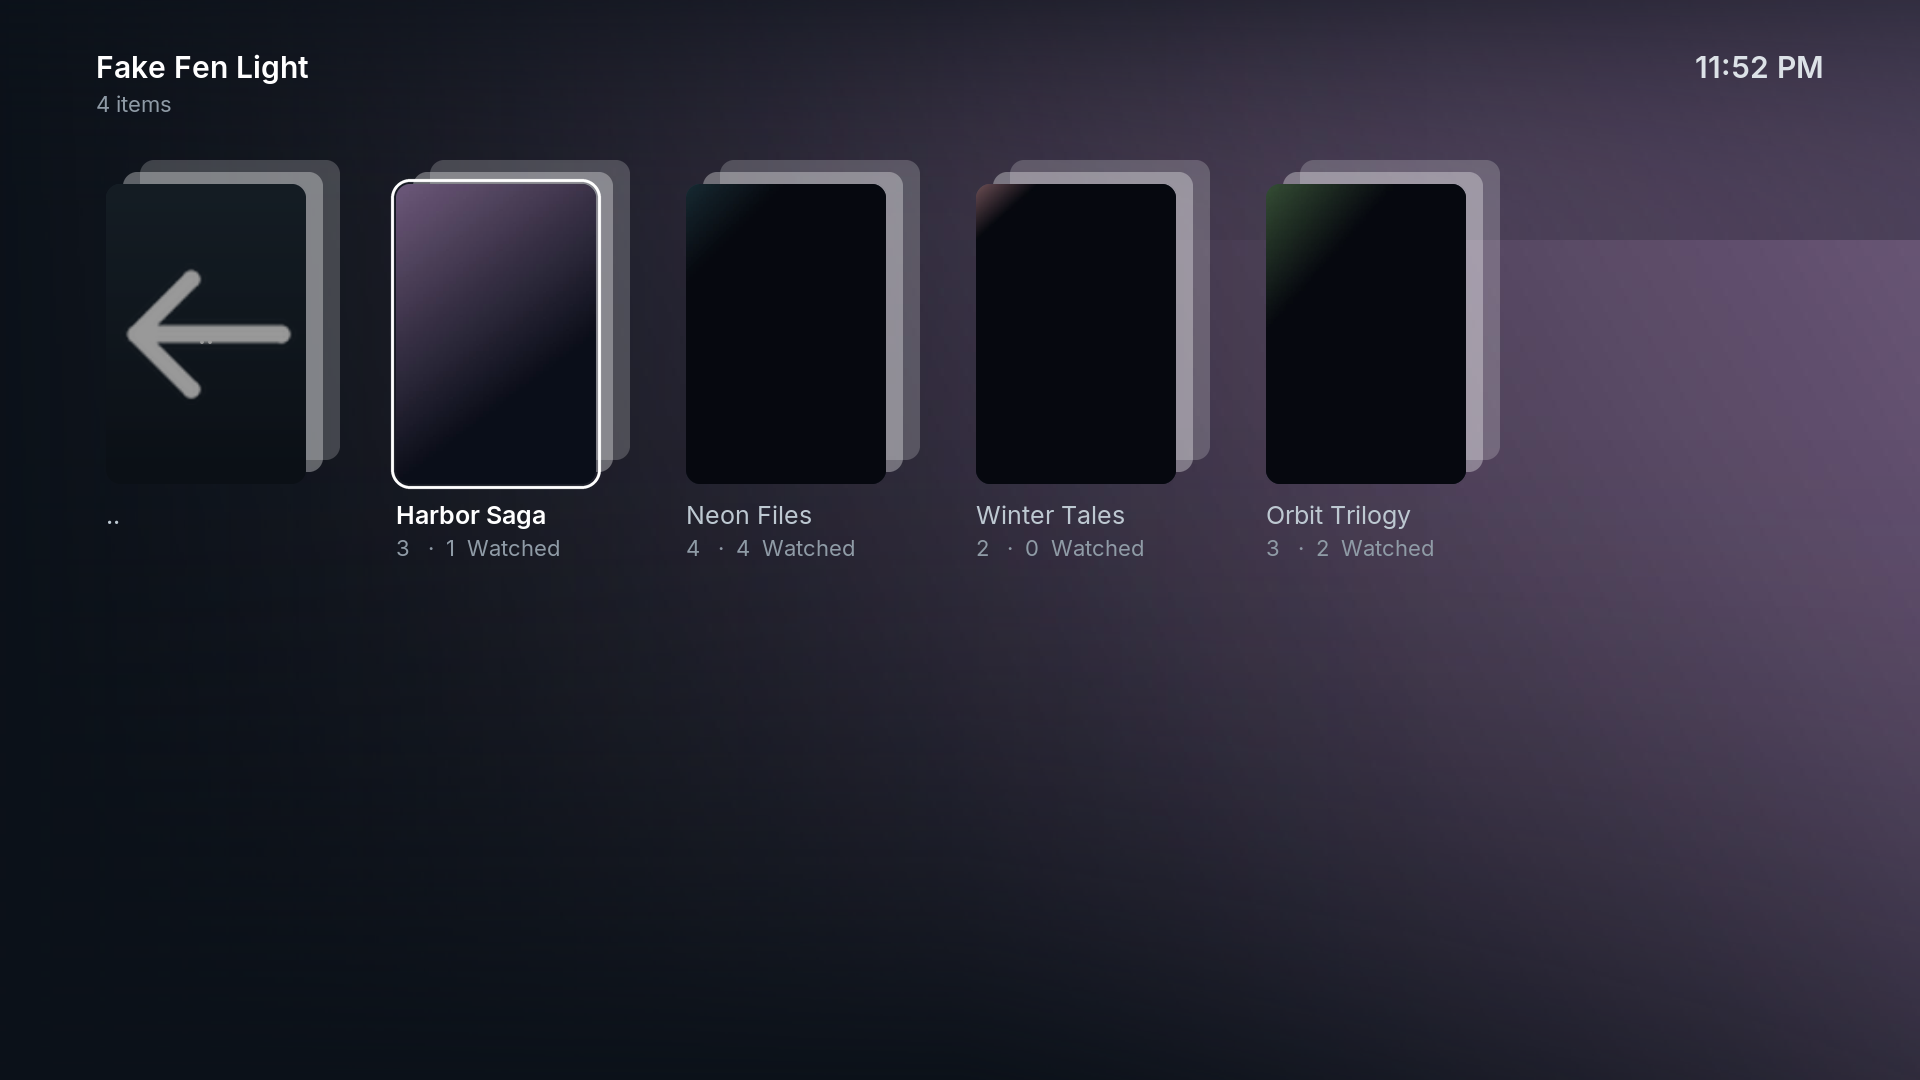 Fake Fen Light
11:52 PM
4 items
..
..
Harbor Saga
3 · 1 Watched
Neon Files
4 · 4 Watched
Winter Tales
2 · 0 Watched
Orbit Trilogy
3 · 2 Watched